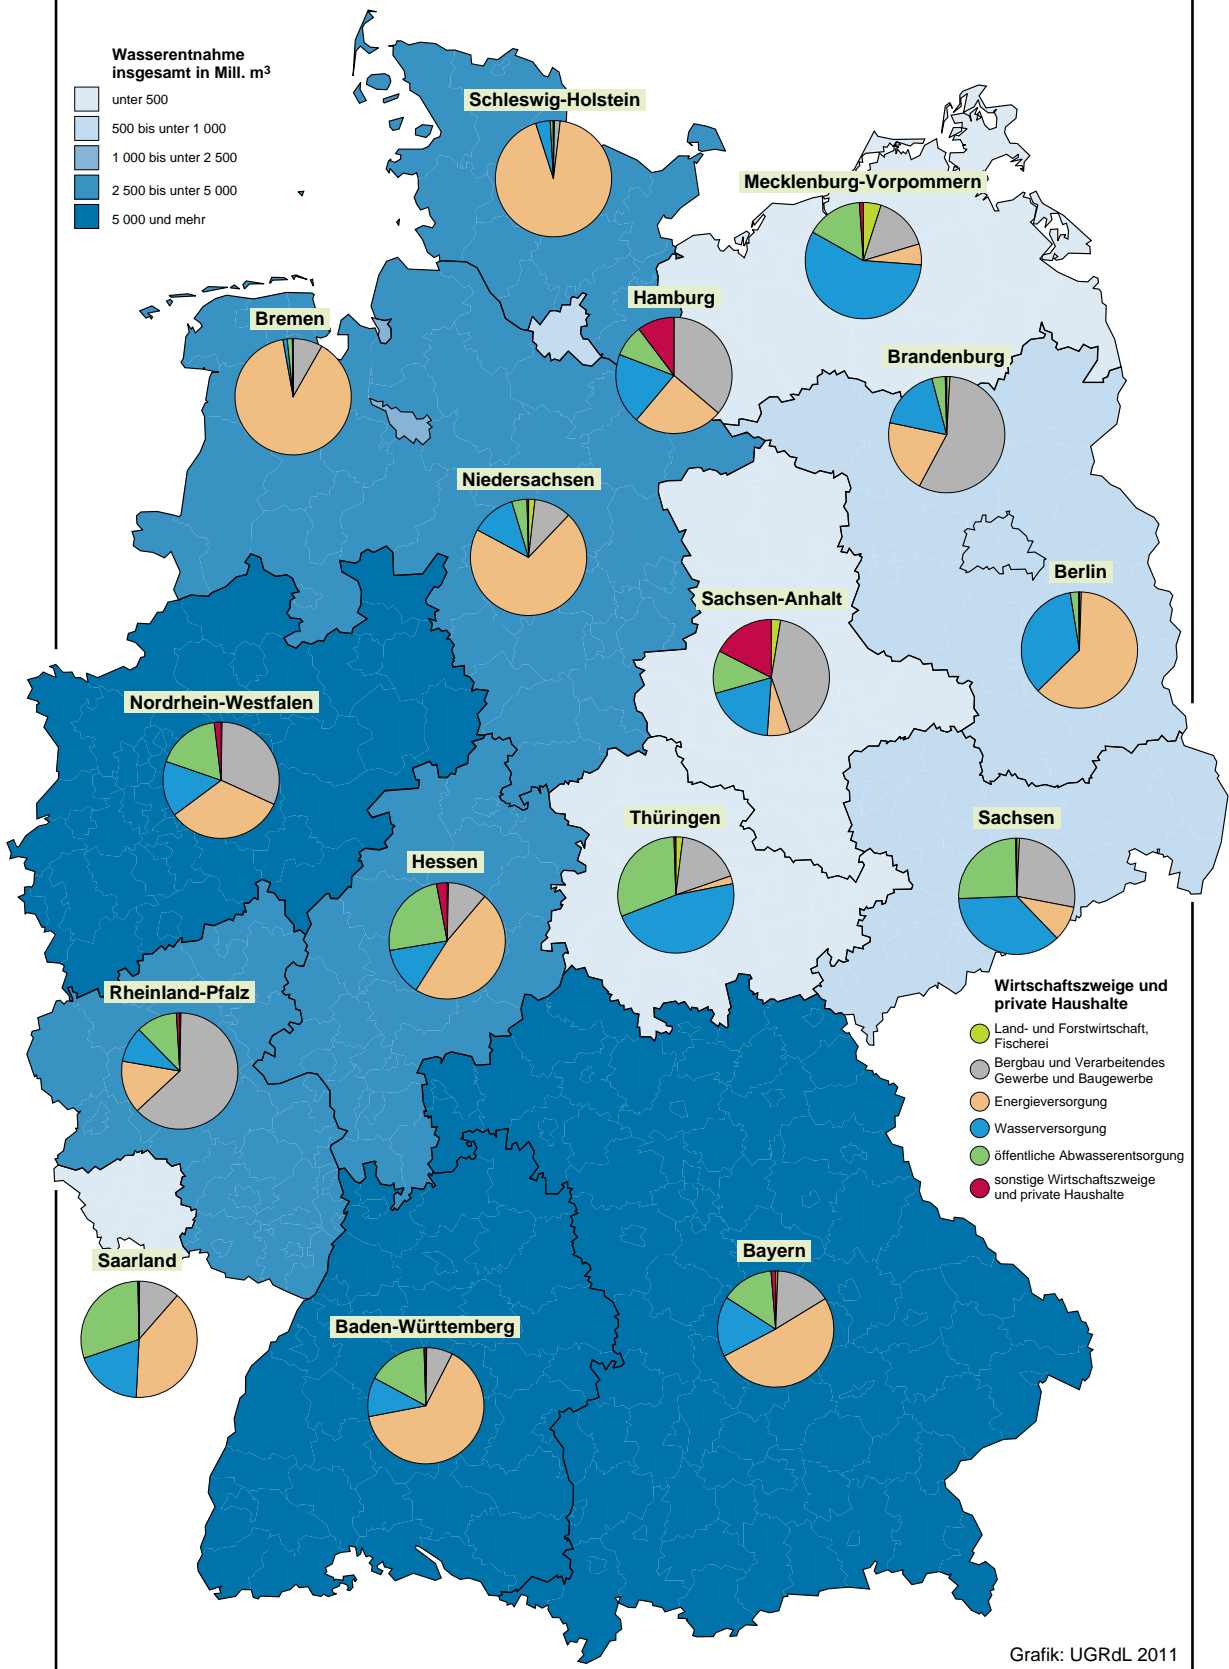 Wasserentnahme
insgesamt in Mill. m³
unter 500
500 bis unter 1 000
1 000 bis unter 2 500
2 500 bis unter 5 000
5 000 und mehr
Schleswig-Holstein
Mecklenburg-Vorpommern
Hamburg
Bremen
Brandenburg
Niedersachsen
Berlin
Sachsen-Anhalt
Nordrhein-Westfalen
Thüringen
Sachsen
Hessen
Rheinland-Pfalz
Wirtschaftszweige und
private Haushalte
Land- und Forstwirtschaft,
Fischerei
Bergbau und Verarbeitendes
Gewerbe und Baugewerbe
Energieversorgung
Wasserversorgung
öffentliche Abwasserentsorgung
sonstige Wirtschaftszweige
und private Haushalte
Saarland
Bayern
Baden-Württemberg
Grafik: UGRdL 2011